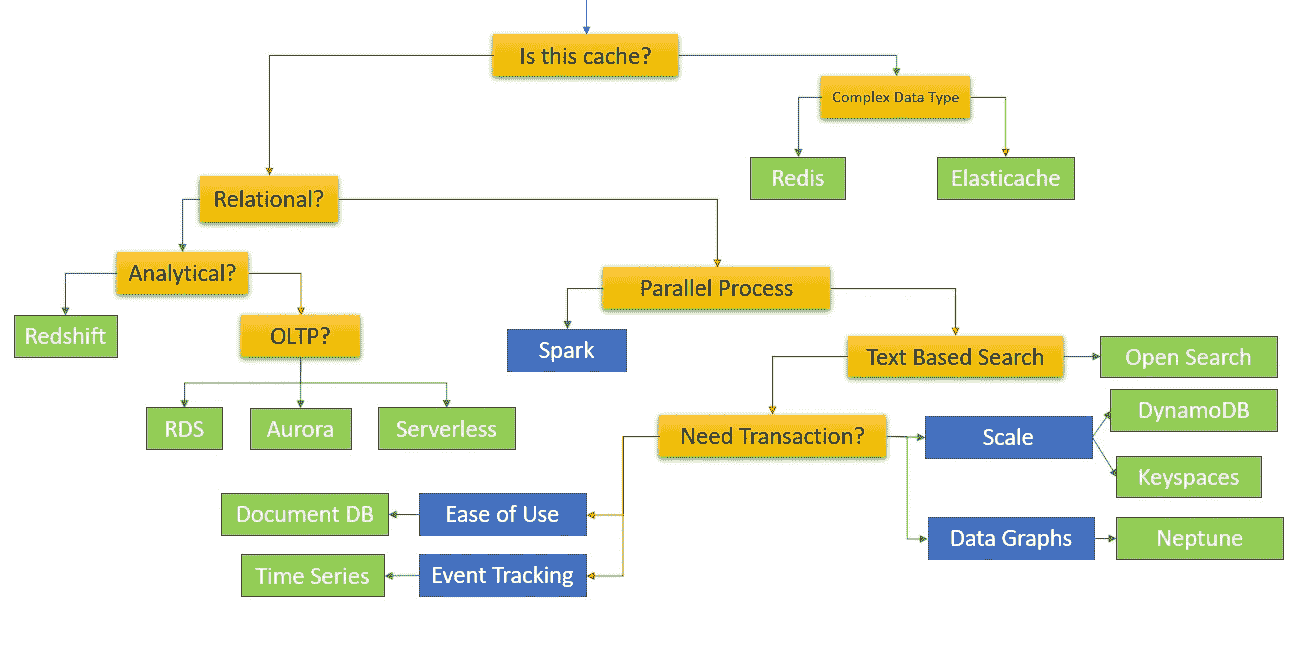 Is this cache?
Complex Data Type
Redis
Elasticache
Relational?
Analytical?
Parallel Process
Redshift
OLTP?
Spark
Text Based Search
Open Search
RDS
Aurora
Serverless
Need Transaction?
Scale
DynamoDB
Keyspaces
Document DB
Ease of Use
Data Graphs
Neptune
Time Series
Event Tracking